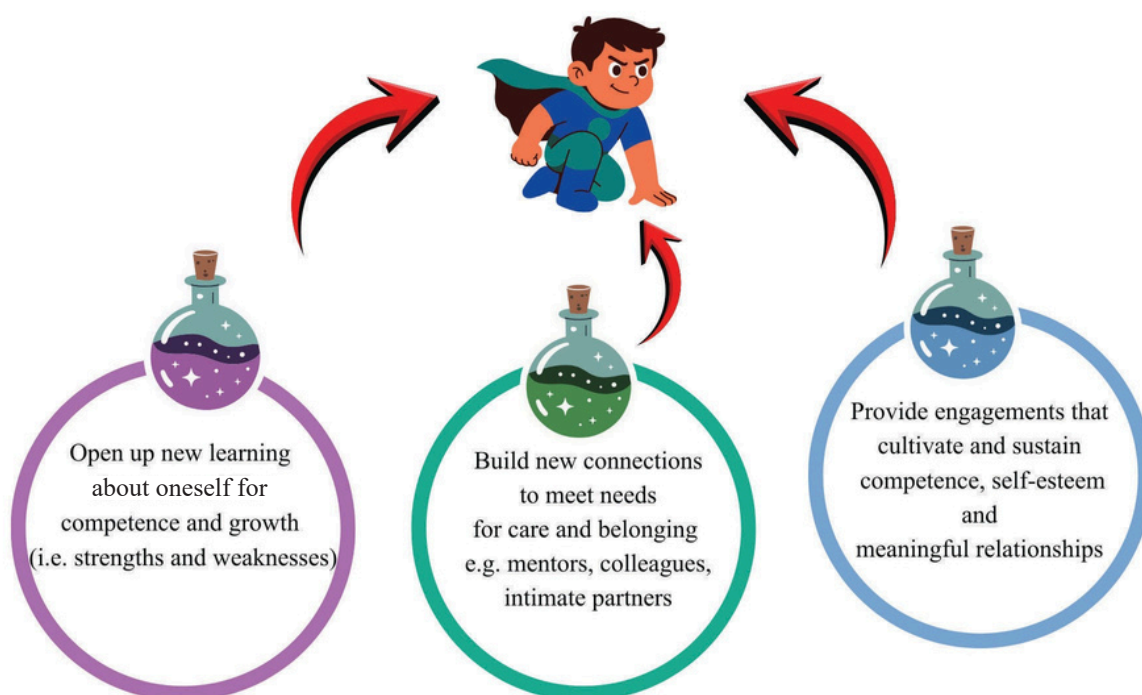 Open up new learning
about oneself for
competence and growth
(i.e. strengths and weaknesses)
Build new connections
to meet needs
for care and belonging
e.g. mentors, colleagues,
intimate partners
Provide engagements that
cultivate and sustain
competence, self-esteem
and
meaningful relationships